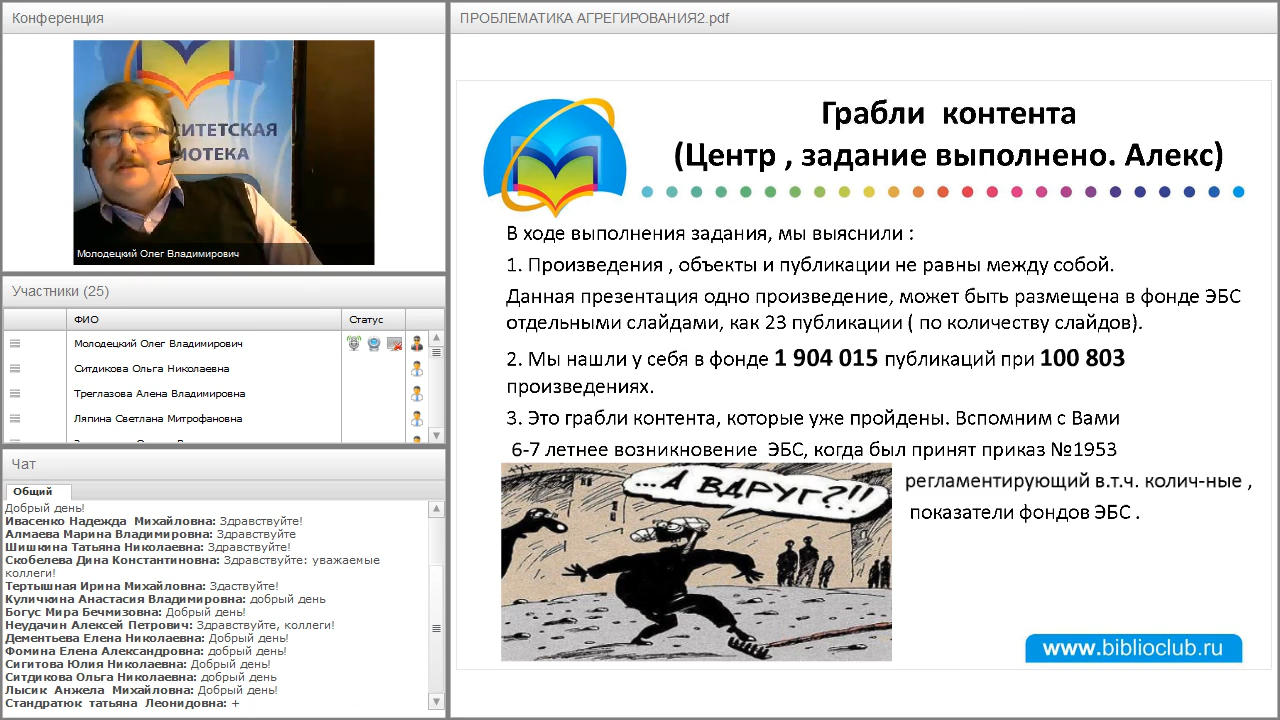 Конференция
СИТЕТСКАЯ
ИОТЕКА
Молодецкий Олег Владимирович
Участники (25)
ФИО Статус
Молодецкий Олег Владимирович
Ситдикова Ольга Николаевна
Треглазова Алена Владимировна
Ляпина Светлана Митрофановна
Чат
Общий
Добрый день!
Ивасенко Надежда Михайловна: Здравствуйте!
Алмаева Марина Владимировна: Здравствуйте
Шишкина Татьяна Николаевна: Здравствуйте!
Скобелева Дина Константиновна: Здравствуйте: уважаемые
коллеги!
Тертышная Ирина Михайловна: Здаствуйте!
Куличкина Анастасия Владимировна: добрый день
Богус Мира Бечмизовна: Добрый день!
Неудачин Алексей Петрович: Здравствуйте, коллеги!
Дементьева Елена Николаевна: Добрый день!
Фомина Елена Александровна: добрый день!
Сигитова Юлия Николаевна: Добрый день!
Ситдикова Ольга Николаевна: добрый день
Лысик Анжела Михайловна: Добрый день!
Стандратюк татьяна Леонидовна: +
ПРОБЛЕМАТИКА АГРЕГИРОВАНИЯ2.pdf
Грабли контента
(Центр , задание выполнено. Алекс)
В ходе выполнения задания, мы выяснили :
1. Произведения , объекты и публикации не равны между собой.
Данная презентация одно произведение, может быть размещена в фонде ЭБС
отдельными слайдами, как 23 публикации ( по количеству слайдов).
2. Мы нашли у себя в фонде 1 904 015 публикаций при 100 803
произведениях.
3. Это грабли контента, которые уже пройдены. Вспомним с Вами
6-7 летнее возникновение ЭБС, когда был принят приказ №1953
регламентирующий в.т.ч. колич-ные ,
показатели фондов ЭБС .
...А ВДРУГ?!!
www.biblioclub.ru